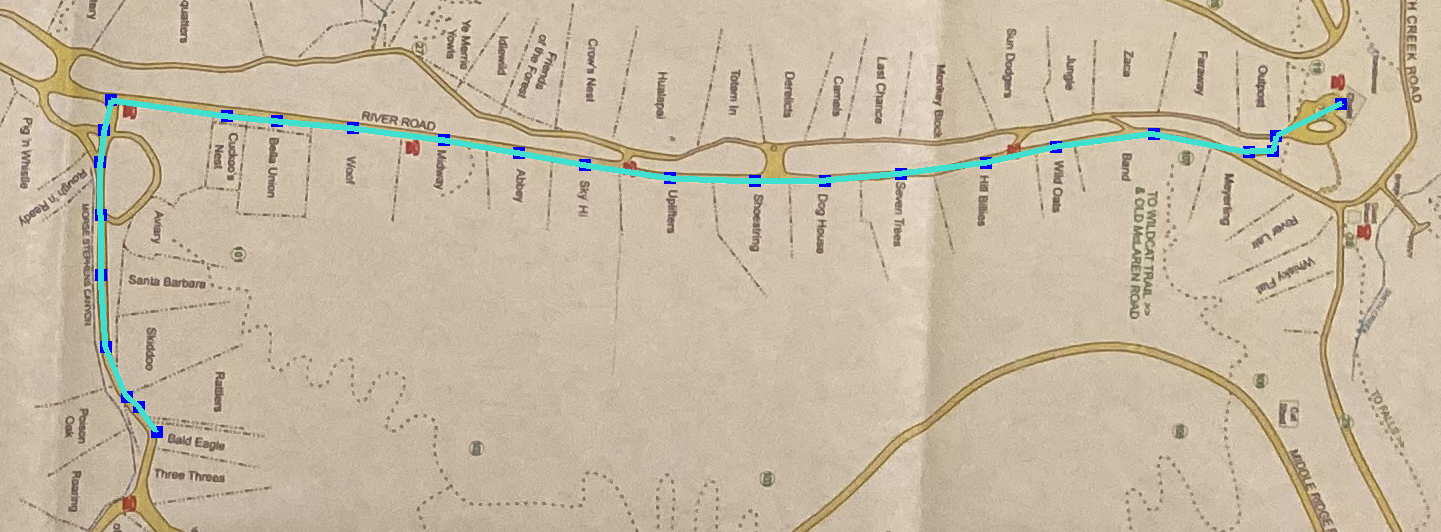 quatters
Ye Merrie
Yowls
Idlewild
Friends
of the Forest
Crow's Nest
Hualapai
Totem In
Derelicts
Camels
Last Chance
Monkey Block
Sun Dodgers
Jungle
Zaca
Faraway
Outpost
H CREEK ROAD
27
RIVER ROAD
Pig 'n Whistle
Rough 'n Ready
Cuckoo's
Nest
Bella Union
Woof
Midway
Abbey
Sky Hi
Uplifters
Shoestring
Dog House
Seven Trees
Hill Billies
Wild Oats
Band
Meyerling
River Lair
Whisky Flat
TO WILDCAT TRAIL >>
& OLD McLAREN ROAD
MORSE STEPHENS CANYON
Aviary
101
Santa Barbara
Skiddoo
Rattlers
Poison
Oak
Bald Eagle
Roaring
Three Threes
MIDDLE RIDGE
TO FALLS >>